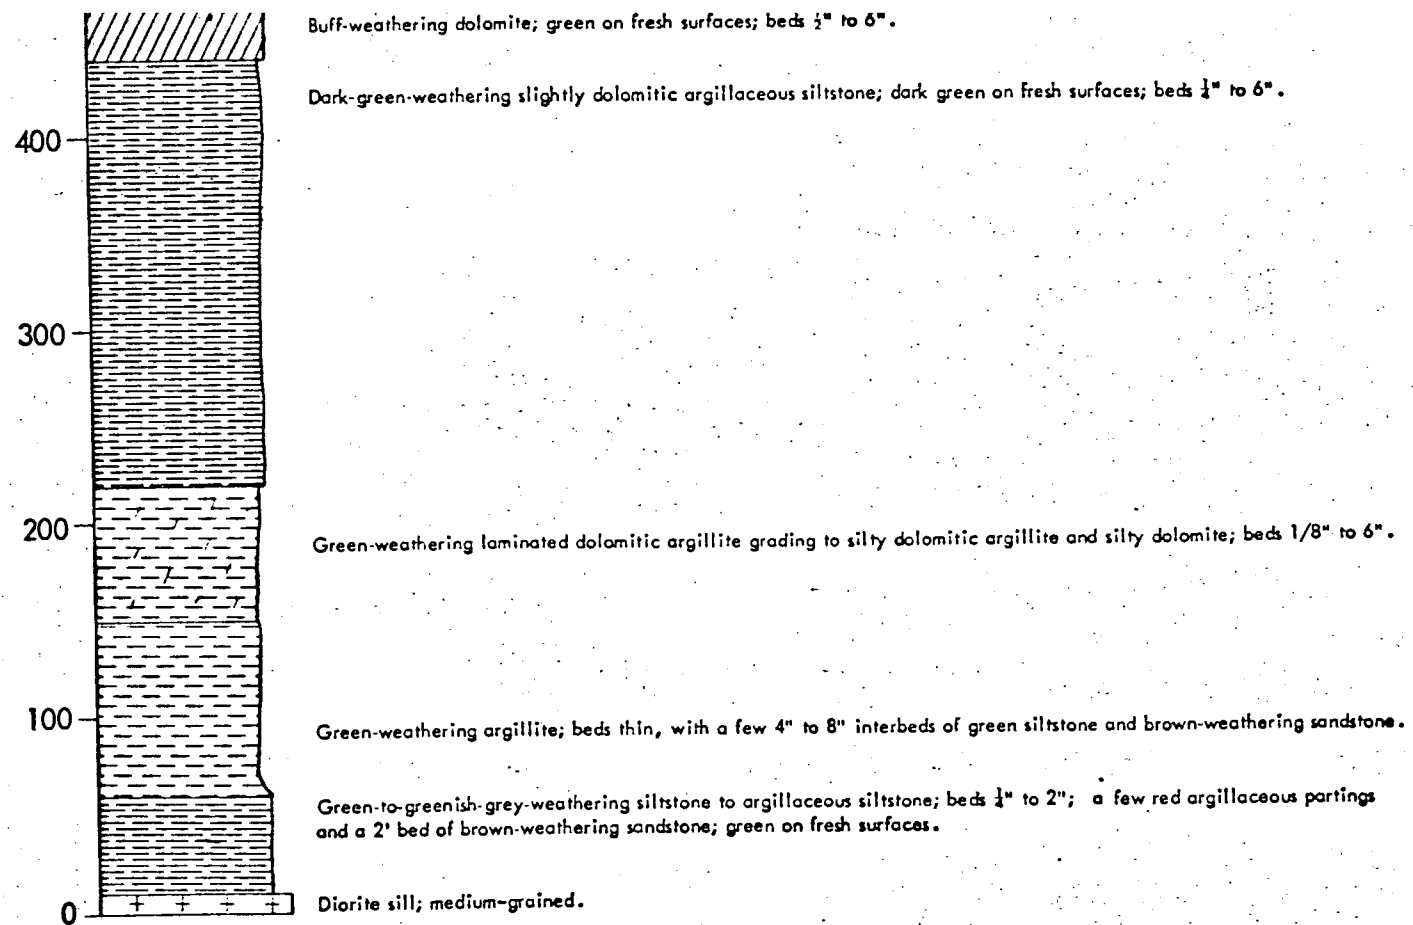 Buff-weathering dolomite; green on fresh surfaces; beds ½" to 6".
Dark-green-weathering slightly dolomitic argillaceous siltstone; dark green on fresh surfaces; beds ¼" to 6".
400
300
200
Green-weathering laminated dolomitic argillite grading to silty dolomitic argillite and silty dolomite; beds 1/8" to 6".
100
Green-weathering argillite; beds thin, with a few 4" to 8" interbeds of green siltstone and brown-weathering sandstone.
Green-to-greenish-grey-weathering siltstone to argillaceous siltstone; beds ¼" to 2"; a few red argillaceous partings
and a 2' bed of brown-weathering sandstone; green on fresh surfaces.
Diorite sill; medium-grained.
0